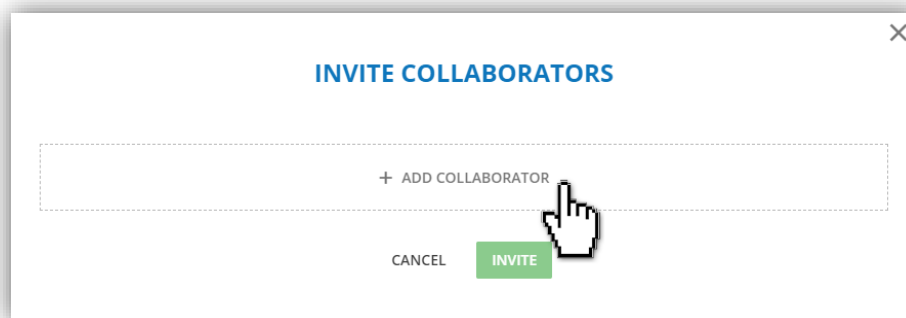 INVITE COLLABORATORS
+ ADD COLLABORATOR
CANCEL INVITE